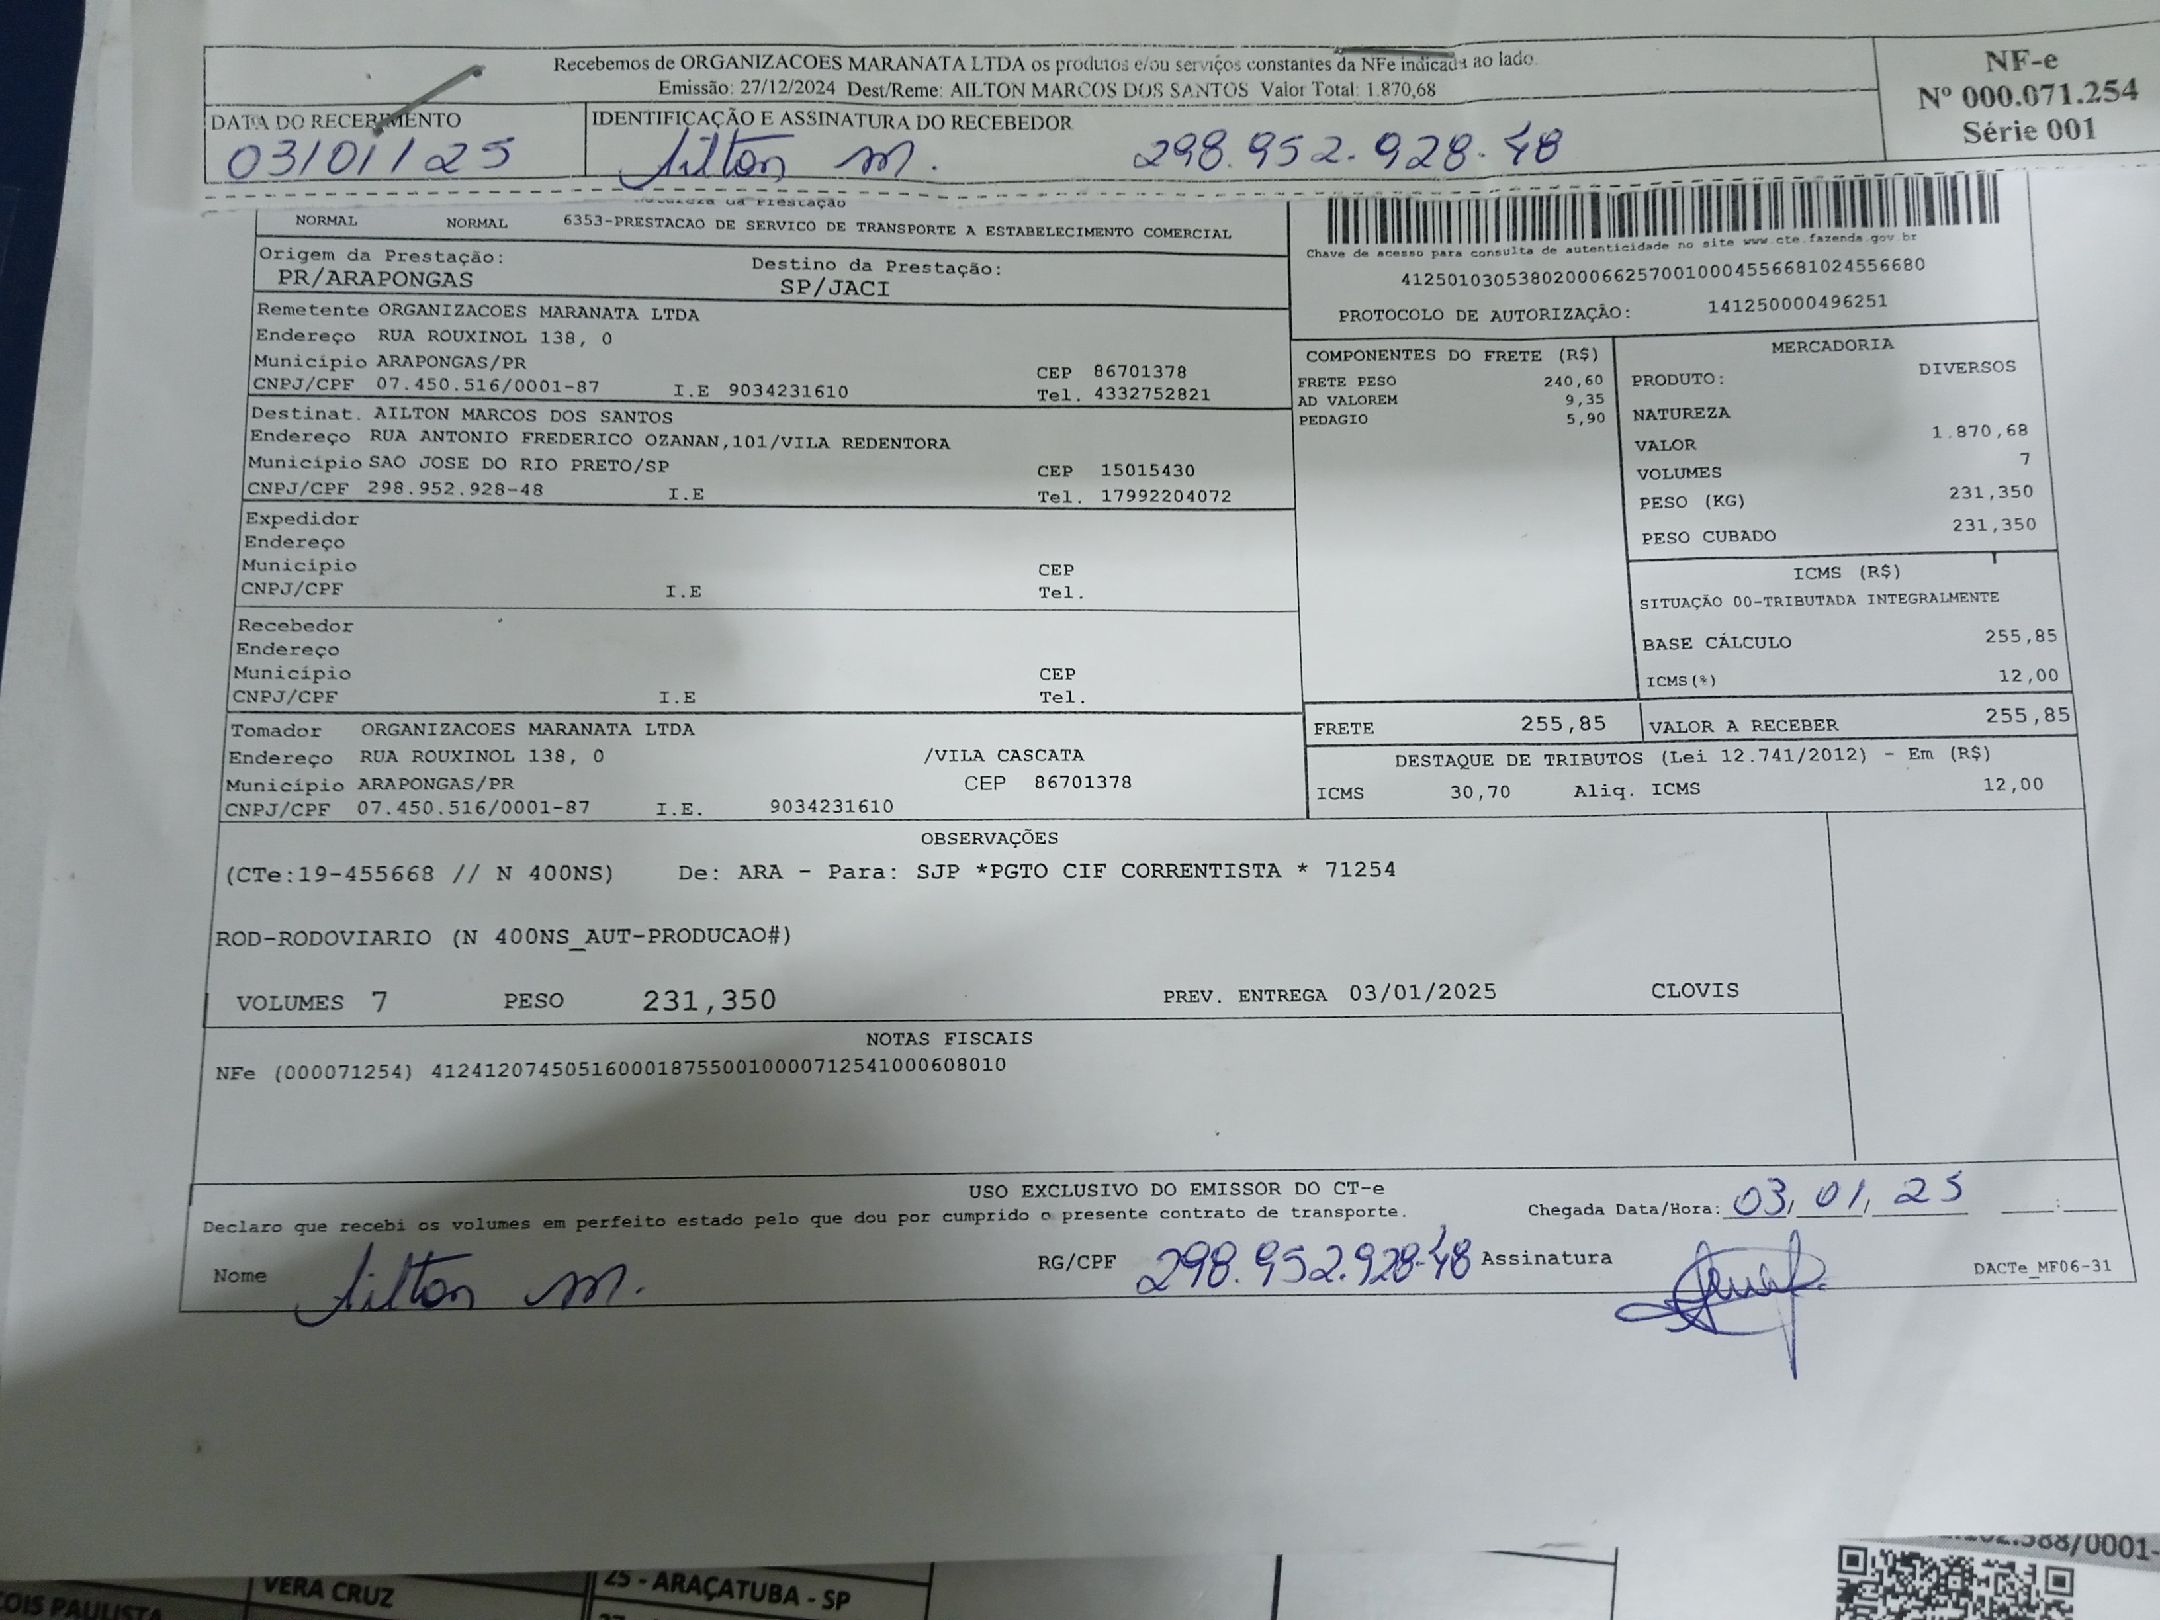 Recebemos de ORGANIZACOES MARANATA LTDA os produtos e/ou serviços constantes da NFe indicada ao lado.
Emissão: 27/12/2024 Dest/Reme: AILTON MARCOS DOS SANTOS Valor Total: 1.870,68
NF-e
Nº 000.071.254
Série 001
DATA DO RECEBIMENTO
03/01/25
IDENTIFICAÇÃO E ASSINATURA DO RECEBEDOR
Ailton M. 298.952.928-48
Natureza da Prestação
NORMAL NORMAL 6353-PRESTACAO DE SERVICO DE TRANSPORTE A ESTABELECIMENTO COMERCIAL
Origem da Prestação: Destino da Prestação:
PR/ARAPONGAS SP/JACI
Chave de acesso para consulta de autenticidade no site www.cte.fazenda.gov.br
41250103053802000662570010004556681024556680
PROTOCOLO DE AUTORIZAÇÃO: 141250000496251
Remetente ORGANIZACOES MARANATA LTDA
Endereço RUA ROUXINOL 138, 0
Município ARAPONGAS/PR CEP 86701378
CNPJ/CPF 07.450.516/0001-87 I.E 9034231610 Tel. 4332752821
Destinat. AILTON MARCOS DOS SANTOS
Endereço RUA ANTONIO FREDERICO OZANAN,101/VILA REDENTORA
Município SAO JOSE DO RIO PRETO/SP CEP 15015430
CNPJ/CPF 298.952.928-48 I.E Tel. 17992204072
Expedidor
Endereço
Município CEP
CNPJ/CPF I.E Tel.
Recebedor
Endereço
Município CEP
CNPJ/CPF I.E Tel.
Tomador ORGANIZACOES MARANATA LTDA
Endereço RUA ROUXINOL 138, 0 /VILA CASCATA
Município ARAPONGAS/PR CEP 86701378
CNPJ/CPF 07.450.516/0001-87 I.E. 9034231610
COMPONENTES DO FRETE (R$)
FRETE PESO 240,60
AD VALOREM 9,35
PEDAGIO 5,90
MERCADORIA
PRODUTO: DIVERSOS
NATUREZA
VALOR 1.870,68
VOLUMES 7
PESO (KG) 231,350
PESO CUBADO 231,350
ICMS (R$)
SITUAÇÃO 00-TRIBUTADA INTEGRALMENTE
BASE CÁLCULO 255,85
ICMS(%) 12,00
FRETE 255,85 VALOR A RECEBER 255,85
DESTAQUE DE TRIBUTOS (Lei 12.741/2012) - Em (R$)
ICMS 30,70 Aliq. ICMS 12,00
OBSERVAÇÕES
(CTe:19-455668 // N 400NS) De: ARA - Para: SJP *PGTO CIF CORRENTISTA * 71254
ROD-RODOVIARIO (N 400NS_AUT-PRODUCAO#)
VOLUMES 7 PESO 231,350 PREV. ENTREGA 03/01/2025 CLOVIS
NOTAS FISCAIS
NFe (000071254) 41241207450516000187550010000712541000608010
USO EXCLUSIVO DO EMISSOR DO CT-e
Declaro que recebi os volumes em perfeito estado pelo que dou por cumprido o presente contrato de transporte.
Chegada Data/Hora: 03,01,25 __:__
Nome Ailton M. RG/CPF 298.952.928-48 Assinatura
DACTe_MF06-31
VERA CRUZ
25 - ARAÇATUBA - SP
PAULISTA
.588/0001-